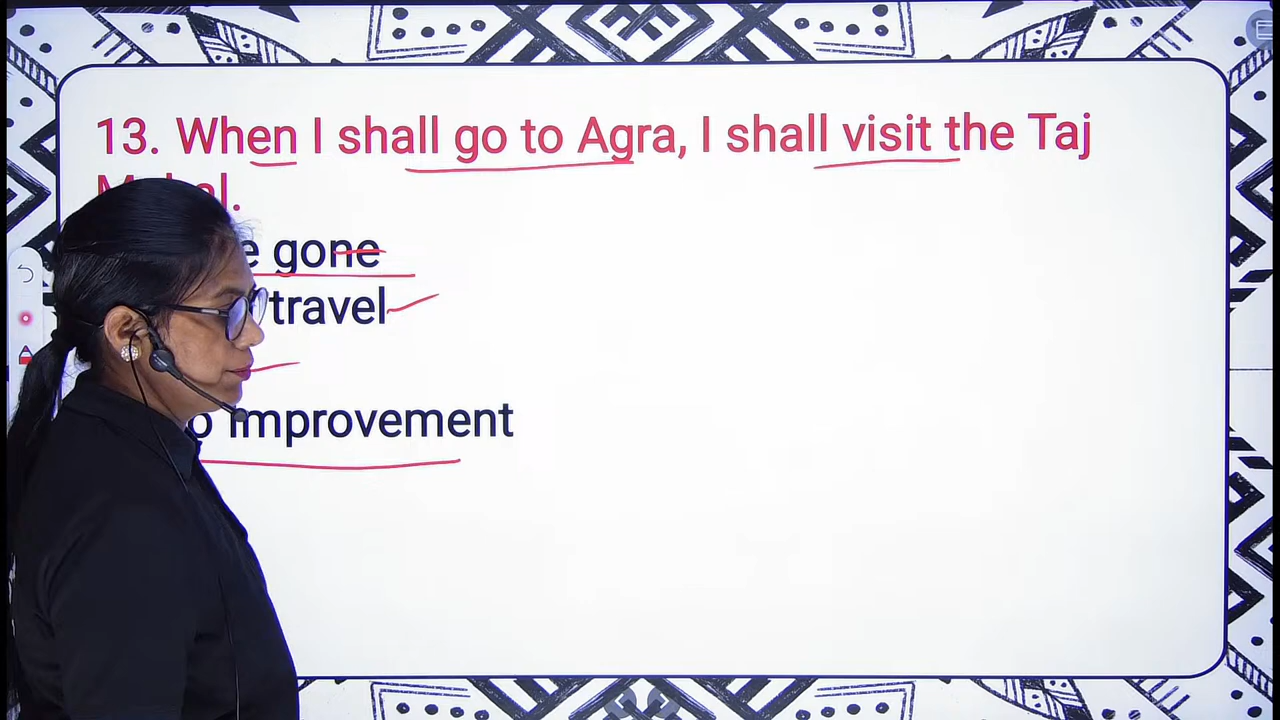 13. When I shall go to Agra, I shall visit the Taj
gone
travel
Improvement